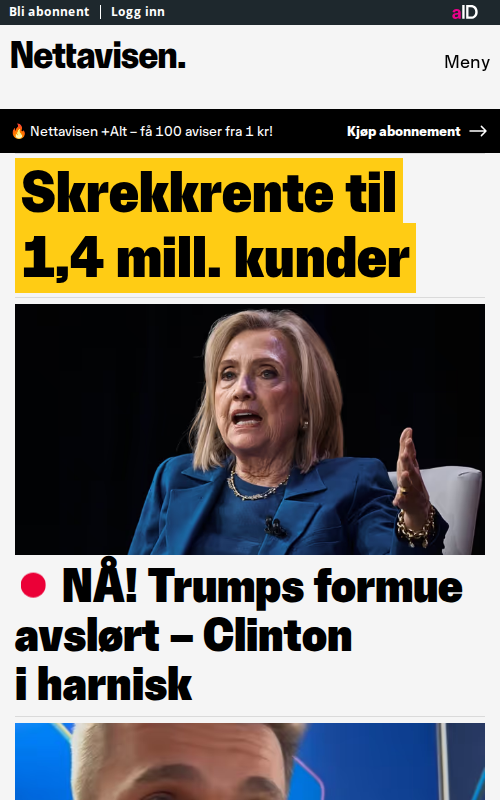 Bli abonnent | Logg inn
aID
Nettavisen.
Meny
🔥 Nettavisen +Alt – få 100 aviser fra 1 kr!
Kjøp abonnement →
Skrekkrente til
1,4 mill. kunder
NÅ! Trumps formue
avslørt – Clinton
i harnisk